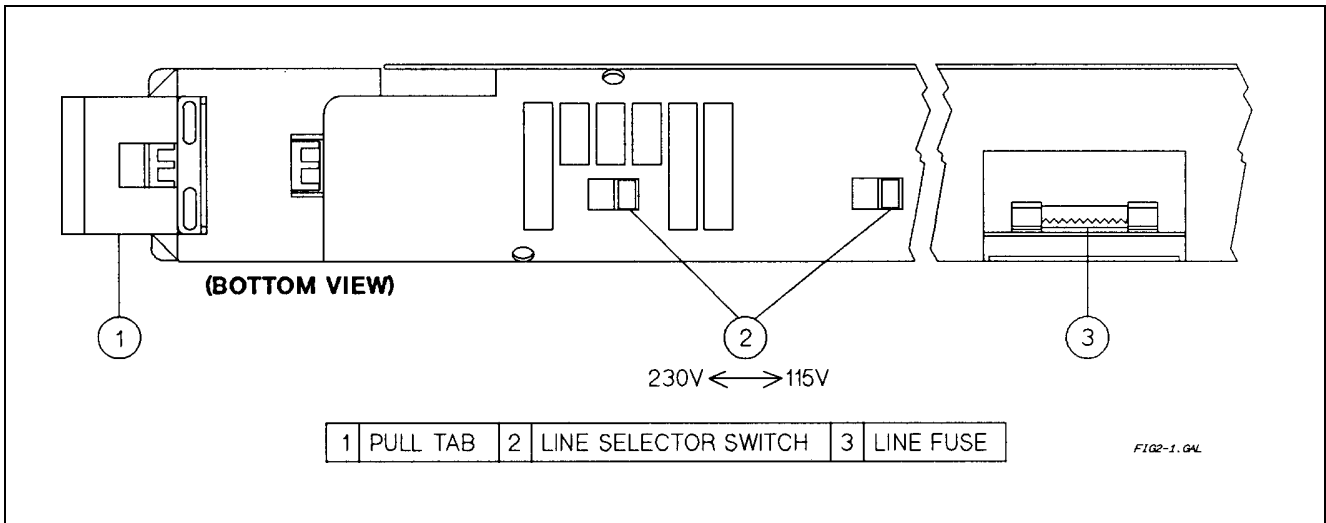 (BOTTOM VIEW)
1
2
3
230V ⟷ 115V
1 PULL TAB 2 LINE SELECTOR SWITCH 3 LINE FUSE
FIG2-1.GAL